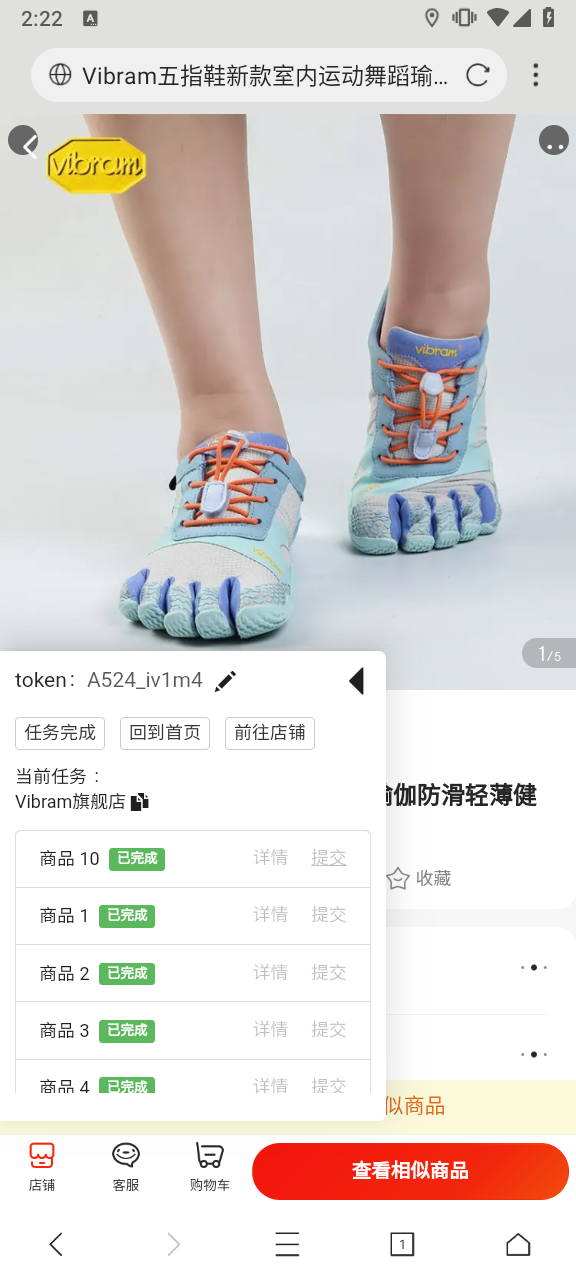 2:22
A
Vibram五指鞋新款室内运动舞蹈瑜...
vibram
vibram
vibram
1/5
token： A524_iv1m4
任务完成 回到首页 前往店铺
当前任务：
Vibram旗舰店
伽防滑轻薄健
商品 10 已完成 详情 提交
收藏
商品 1 已完成 详情 提交
商品 2 已完成 详情 提交
商品 3 已完成 详情 提交
商品 4 已完成 详情 提交
似商品
店铺 客服 购物车 查看相似商品
1